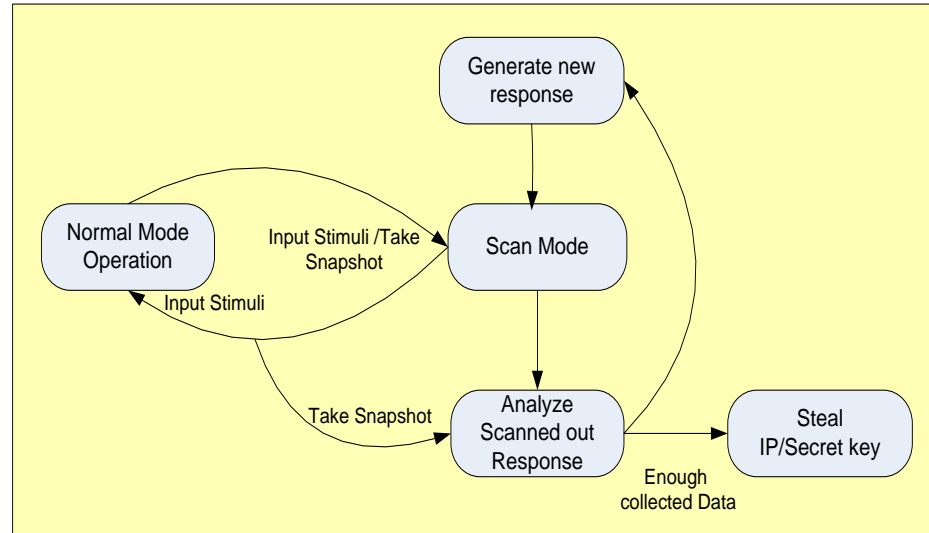 Generate new
response
Normal Mode
Operation
Input Stimuli /Take
Snapshot
Scan Mode
Input Stimuli
Take Snapshot
Analyze
Scanned out
Response
Steal
IP/Secret key
Enough
collected Data